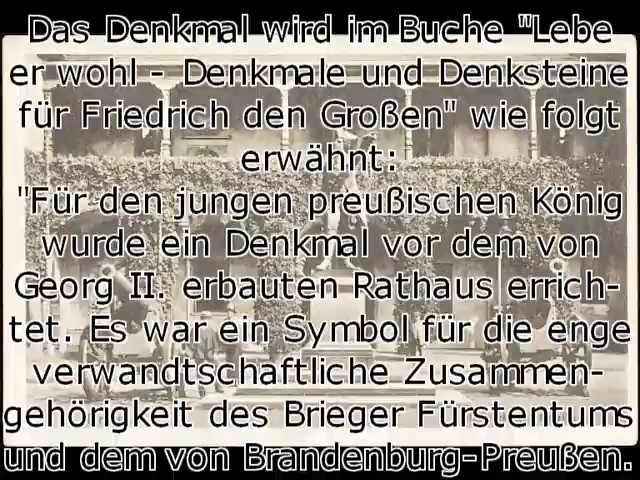 Das Denkmal wird im Buche "Lebe
er wohl - Denkmale und Denksteine
für Friedrich den Großen" wie folgt
erwähnt:
"Für den jungen preußischen König
wurde ein Denkmal vor dem von
Georg II. erbauten Rathaus errich-
tet. Es war ein Symbol für die enge
verwandtschaftliche Zusammen-
gehörigkeit des Brieger Fürstentums
und dem von Brandenburg-Preußen.